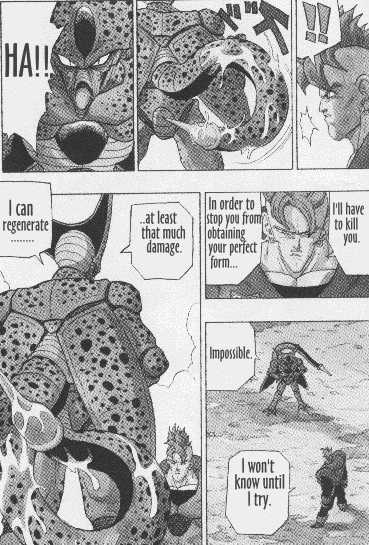 HA!!
!!
I can
regenerate
........
..at least
that much
damage.
In order to
stop you from
obtaining
your perfect
form...
I'll have
to kill
you.
Impossible.
I won't
know until
I try.